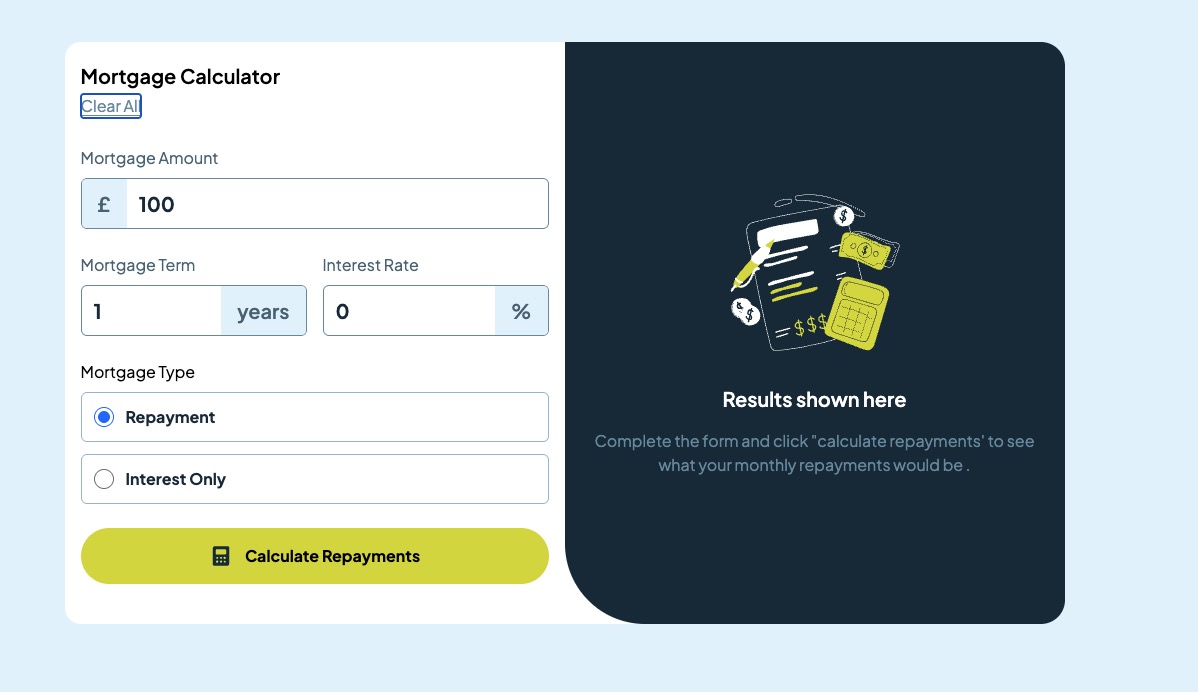 Mortgage Calculator
Clear All
Mortgage Amount
£ 100
Mortgage Term
Interest Rate
1 years
0 %
Mortgage Type
Repayment
Interest Only
Calculate Repayments
$
$
$ $
$$$
Results shown here
Complete the form and click "calculate repayments' to see
what your monthly repayments would be .